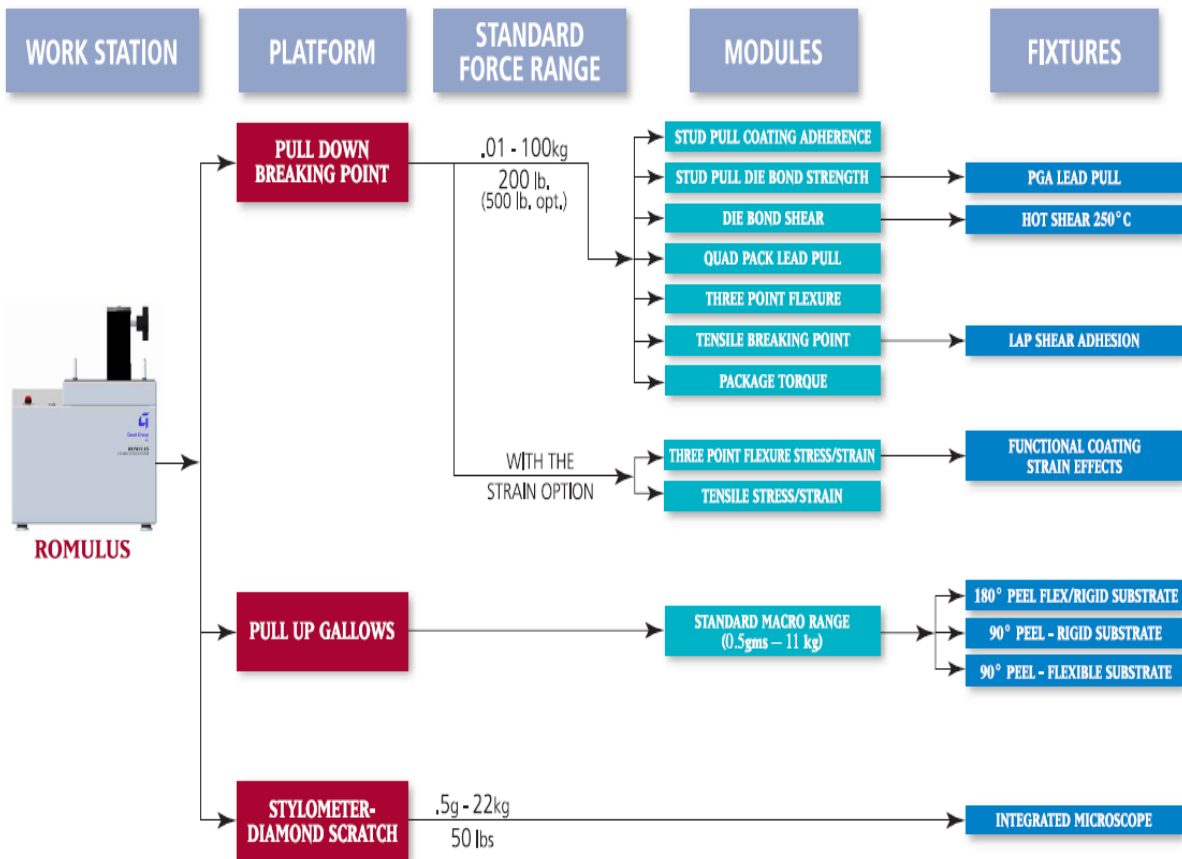 WORK STATION
PLATFORM
STANDARD
FORCE RANGE
MODULES
FIXTURES
PULL DOWN
BREAKING POINT
.01 - 100kg
200 lb.
(500 lb. opt.)
STUD PULL COATING ADHERENCE
STUD PULL DIE BOND STRENGTH
PGA LEAD PULL
DIE BOND SHEAR
HOT SHEAR 250°C
QUAD PACK LEAD PULL
THREE POINT FLEXURE
TENSILE BREAKING POINT
LAP SHEAR ADHESION
PACKAGE TORQUE
WITH THE
STRAIN OPTION
THREE POINT FLEXURE STRESS/STRAIN
FUNCTIONAL COATING
STRAIN EFFECTS
TENSILE STRESS/STRAIN
ROMULUS
PULL UP GALLOWS
STANDARD MACRO RANGE
(0.5gms – 11 kg)
180° PEEL FLEX/RIGID SUBSTRATE
90° PEEL – RIGID SUBSTRATE
90° PEEL – FLEXIBLE SUBSTRATE
STYLOMETER-
DIAMOND SCRATCH
.5g - 22kg
50 lbs
INTEGRATED MICROSCOPE